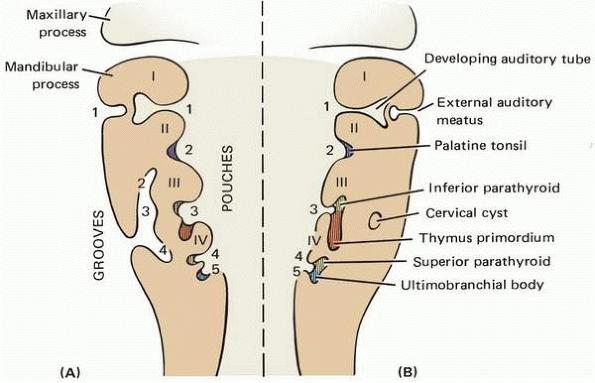 Maxillary
process
Mandibular
process
I
1
1
II
2
III
2
3
3
IV
4
4
5
GROOVES
POUCHES
(A)
I
1
II
2
III
3
IV
4
5
Developing auditory tube
External auditory
meatus
Palatine tonsil
Inferior parathyroid
Cervical cyst
Thymus primordium
Superior parathyroid
Ultimobranchial body
(B)